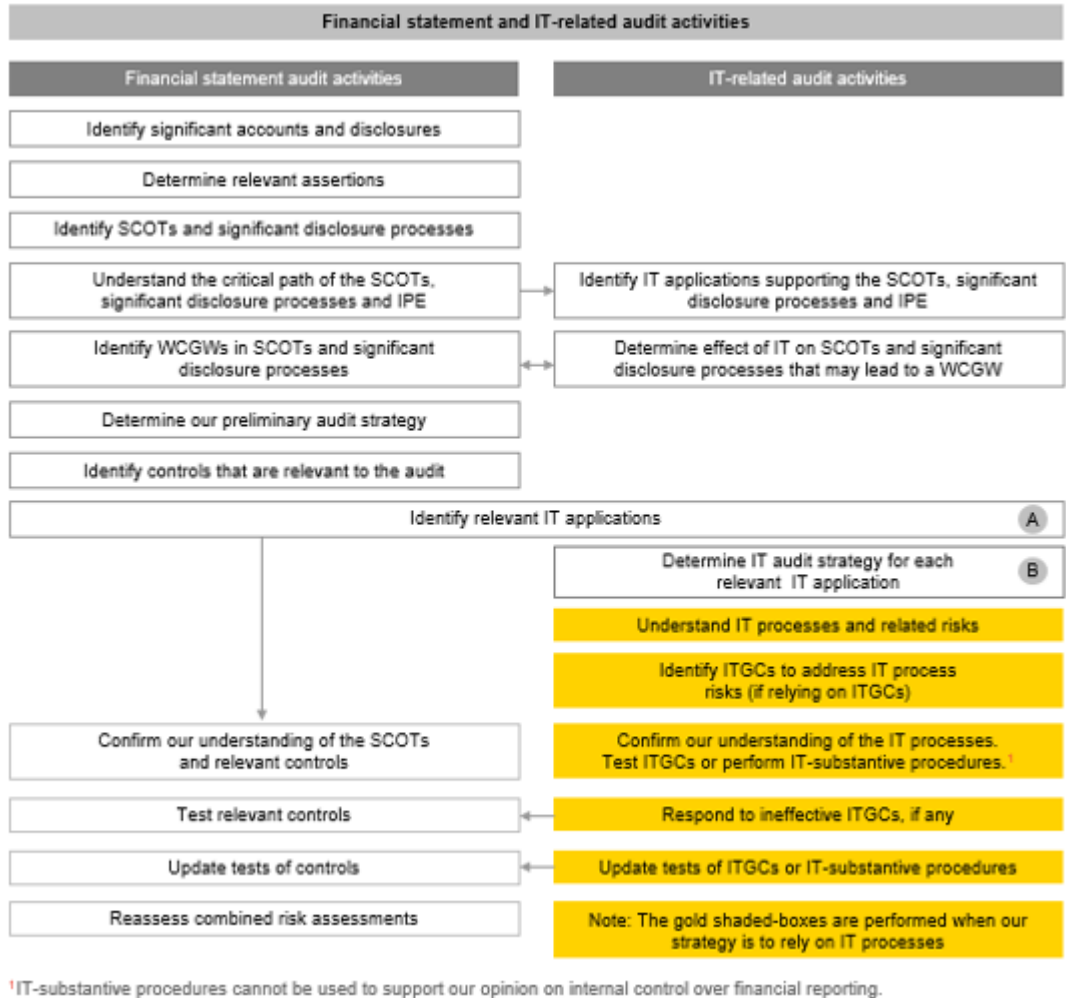 Financial statement and IT-related audit activities
Financial statement audit activities
IT-related audit activities
Identify significant accounts and disclosures
Determine relevant assertions
Identify SCOTs and significant disclosure processes
Understand the critical path of the SCOTs,
significant disclosure processes and IPE
Identify IT applications supporting the SCOTs, significant
disclosure processes and IPE
Identify WCGWs in SCOTs and significant
disclosure processes
Determine effect of IT on SCOTs and significant
disclosure processes that may lead to a WCGW
Determine our preliminary audit strategy
Identify controls that are relevant to the audit
Identify relevant IT applications
A
Determine IT audit strategy for each
relevant IT application
B
Understand IT processes and related risks
Identify ITGCs to address IT process
risks (if relying on ITGCs)
Confirm our understanding of the SCOTs
and relevant controls
Confirm our understanding of the IT processes.
Test ITGCs or perform IT-substantive procedures.¹
Test relevant controls
Respond to ineffective ITGCs, if any
Update tests of controls
Update tests of ITGCs or IT-substantive procedures
Reassess combined risk assessments
Note: The gold shaded-boxes are performed when our
strategy is to rely on IT processes
¹IT-substantive procedures cannot be used to support our opinion on internal control over financial reporting.